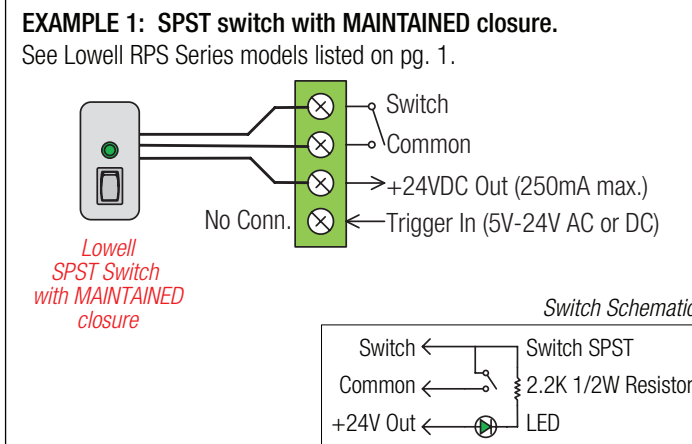 EXAMPLE 1: SPST switch with MAINTAINED closure.
See Lowell RPS Series models listed on pg. 1.
Switch
Common
+24VDC Out (250mA max.)
No Conn.
Trigger In (5V-24V AC or DC)
Lowell
SPST Switch
with MAINTAINED
closure
Switch Schematic
Switch
Switch SPST
Common
2.2K 1/2W Resistor
+24V Out
LED